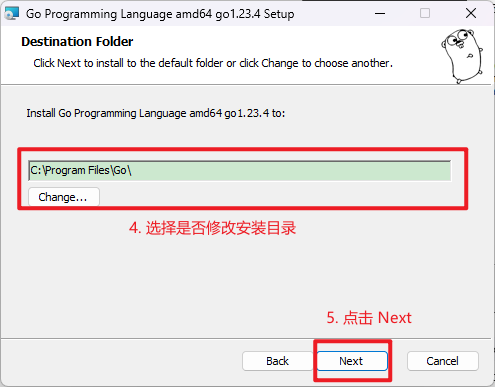 Go Programming Language amd64 go1.23.4 Setup
Destination Folder
Click Next to install to the default folder or click Change to choose another.
Install Go Programming Language amd64 go1.23.4 to:
C:\Program Files\Go\
Change...
4. 选择是否修改安装目录
5. 点击 Next
Back Next Cancel